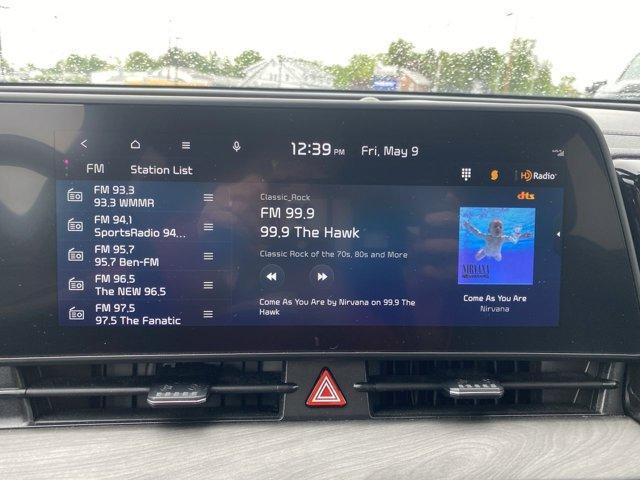 12:39 PM Fri, May 9
FM Station List
HD Radio
dts
FM 93.3
93.3 WMMR
FM 94.1
SportsRadio 94...
FM 95.7
95.7 Ben-FM
FM 96.5
The NEW 96.5
FM 97.5
97.5 The Fanatic
Classic_Rock
FM 99.9
99.9 The Hawk
Classic Rock of the 70s, 80s and More
Come As You Are by Nirvana on 99.9 The
Hawk
NIRVANA
NEVERMIND
Come As You Are
Nirvana